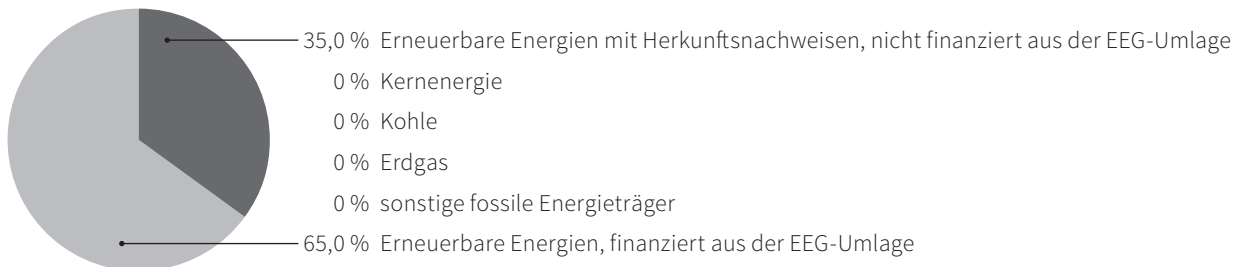 35,0 % Erneuerbare Energien mit Herkunftsnachweisen, nicht finanziert aus der EEG-Umlage
0 % Kernenergie
0 % Kohle
0 % Erdgas
0 % sonstige fossile Energieträger
65,0 % Erneuerbare Energien, finanziert aus der EEG-Umlage